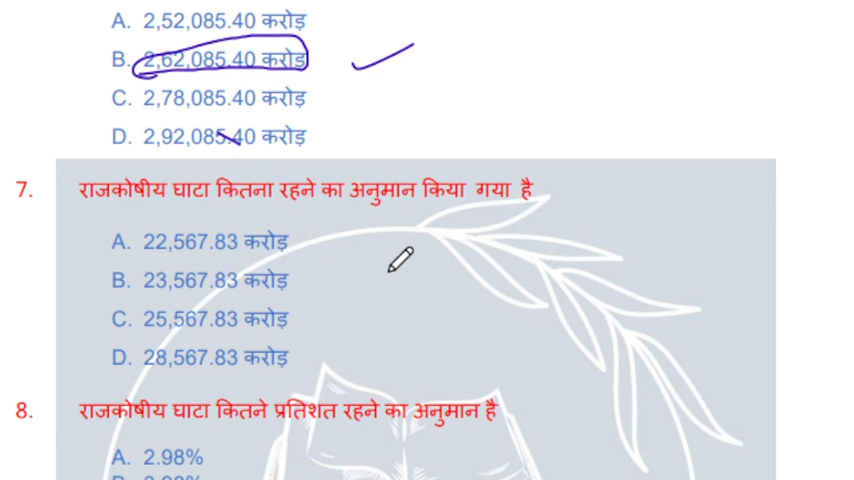 A. 2,52,085.40 करोड़
B. 2,62,085.40 करोड़
C. 2,78,085.40 करोड़
D. 2,92,085.40 करोड़
7. राजकोषीय घाटा कितना रहने का अनुमान किया गया है
A. 22,567.83 करोड़
B. 23,567.83 करोड़
C. 25,567.83 करोड़
D. 28,567.83 करोड़
8. राजकोषीय घाटा कितने प्रतिशत रहने का अनुमान है
A. 2.98%